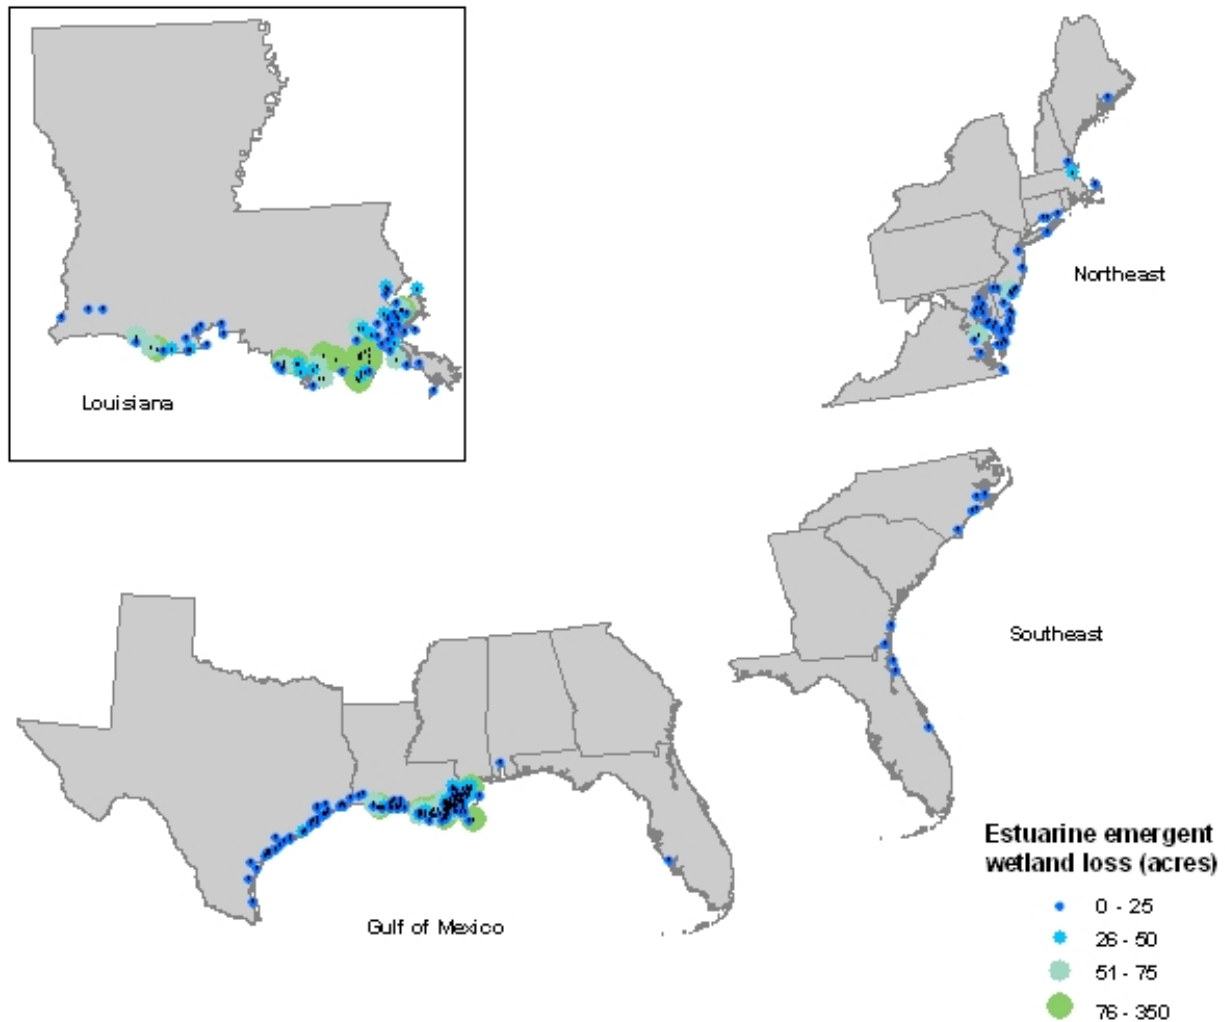 Northeast
Louisiana
Southeast
Gulf of Mexico
Estuarine emergent
wetland loss (acres)
0 - 25
26 - 50
51 - 75
76 - 350